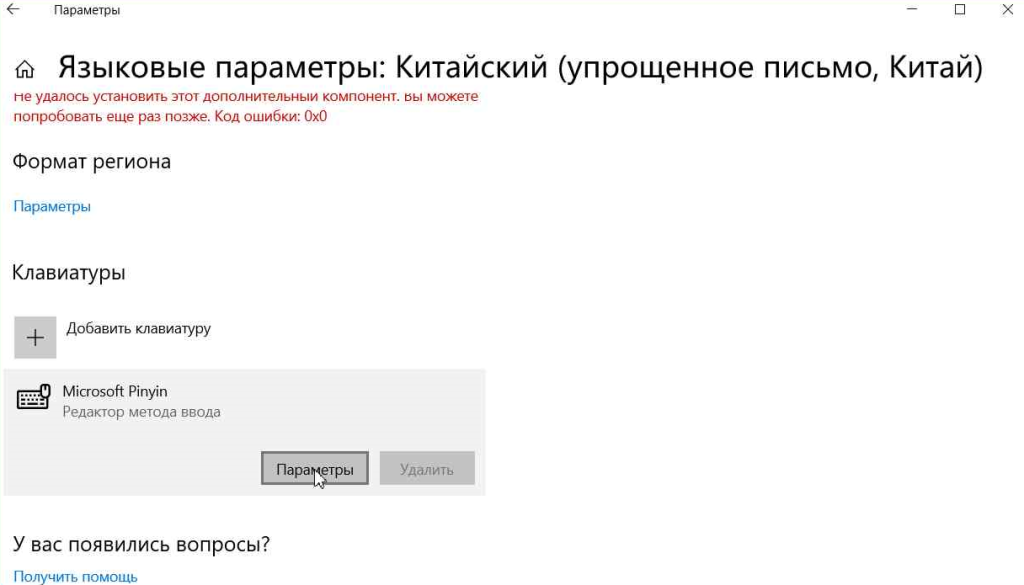 Параметры
Языковые параметры: Китайский (упрощенное письмо, Китай)
Не удалось установить этот дополнительный компонент. Вы можете
попробовать еще раз позже. Код ошибки: 0x0
Формат региона
Параметры
Клавиатуры
Добавить клавиатуру
Microsoft Pinyin
Редактор метода ввода
Параметры Удалить
У вас появились вопросы?
Получить помощь